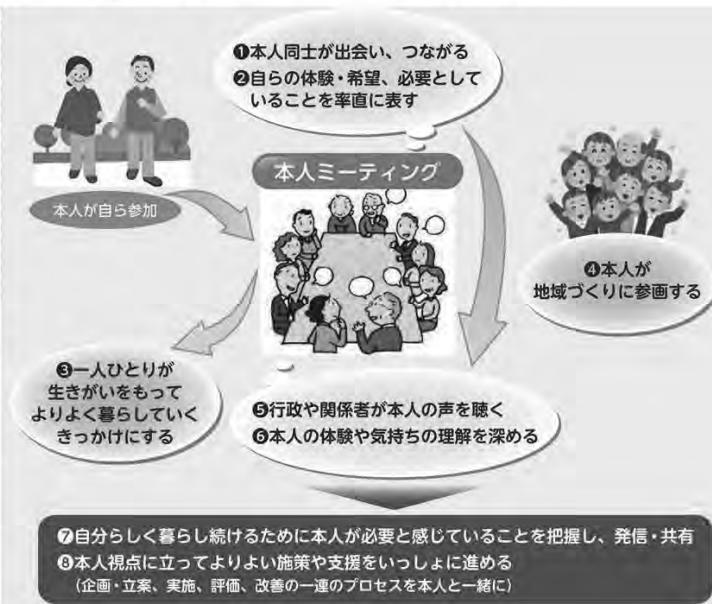 ❶本人同士が出会い、つながる
❷自らの体験・希望、必要として
いることを率直に表す
本人ミーティング
本人が自ら参加
❹本人が
地域づくりに参画する
❸一人ひとりが
生きがいをもって
よりよく暮らしていく
きっかけにする
❺行政や関係者が本人の声を聴く
❻本人の体験や気持ちの理解を深める
❼自分らしく暮らし続けるために本人が必要と感じていることを把握し、発信・共有
❽本人視点に立ってよりよい施策や支援をいっしょに進める
（企画・立案、実施、評価、改善の一連のプロセスを本人と一緒に）